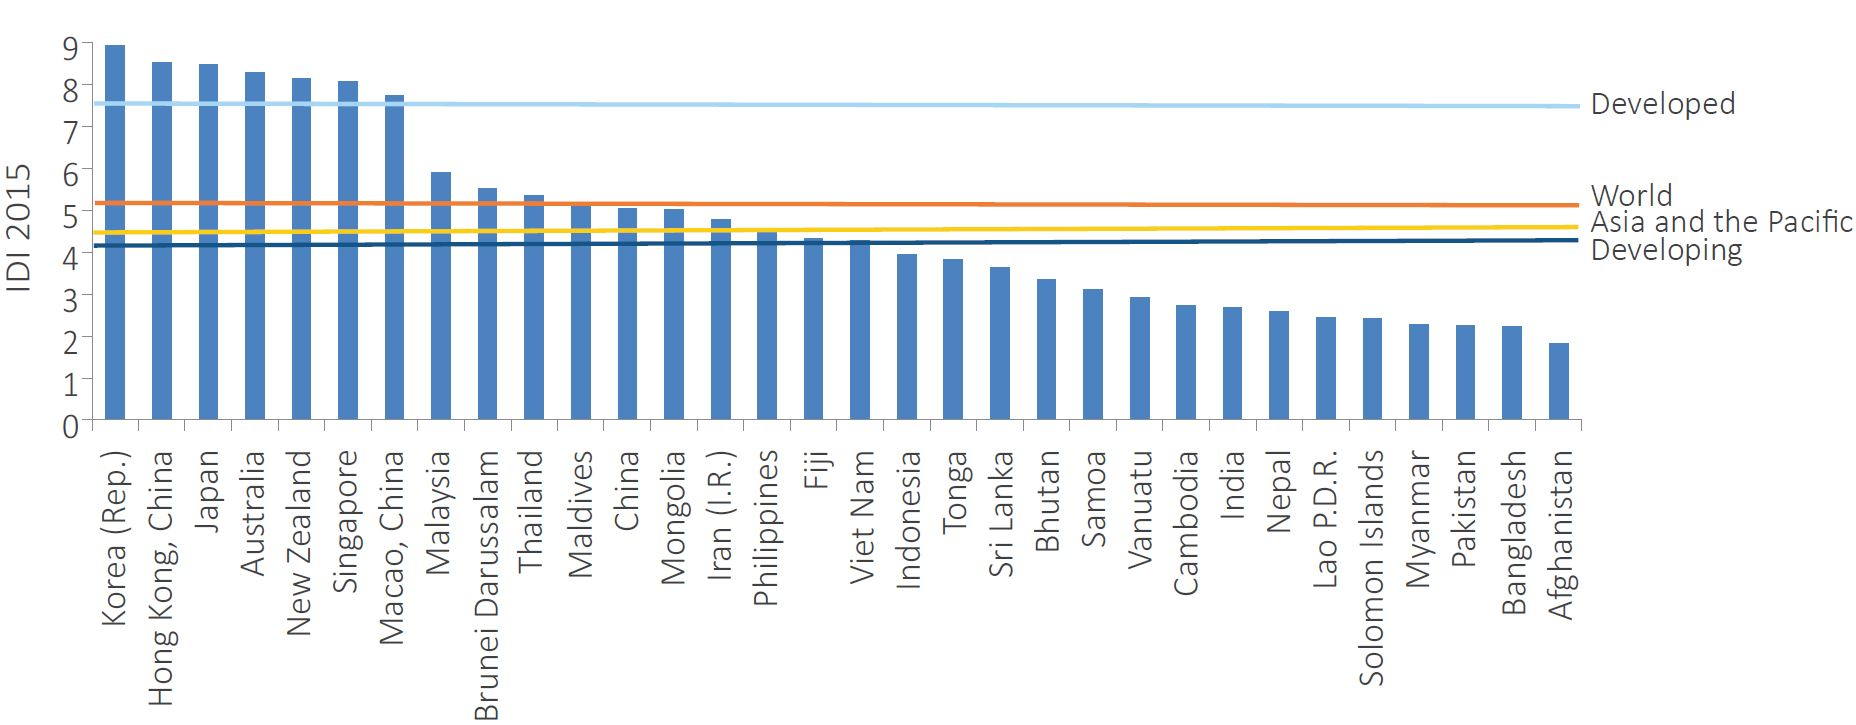 IDI 2015
9
8
7
6
5
4
3
2
1
0
Developed
World
Asia and the Pacific
Developing
Korea (Rep.)
Hong Kong, China
Japan
Australia
New Zealand
Singapore
Macao, China
Malaysia
Brunei Darussalam
Thailand
Maldives
China
Mongolia
Iran (I.R.)
Philippines
Fiji
Viet Nam
Indonesia
Tonga
Sri Lanka
Bhutan
Samoa
Vanuatu
Cambodia
India
Nepal
Lao P.D.R.
Solomon Islands
Myanmar
Pakistan
Bangladesh
Afghanistan